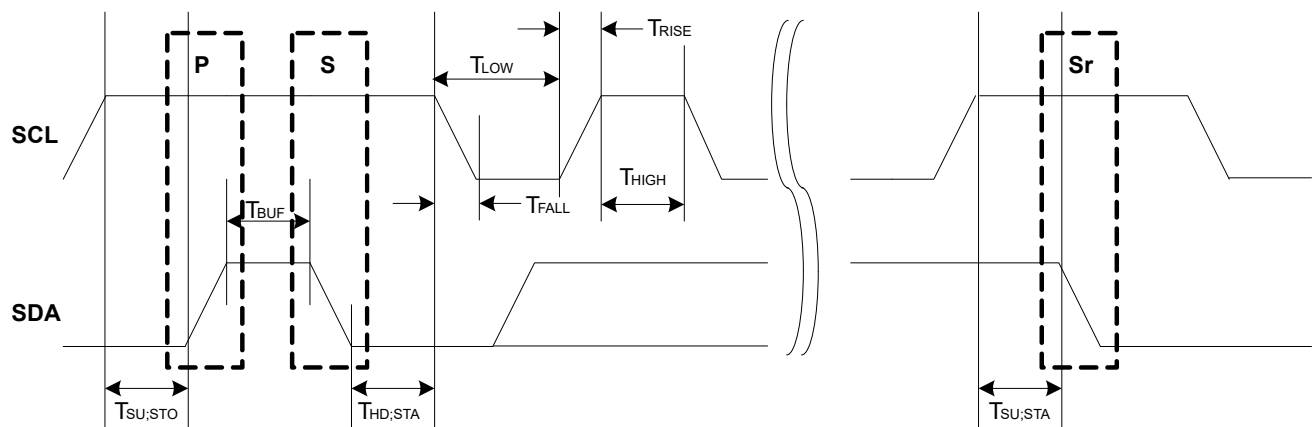 TRISE
P
S
TLOW
Sr
SCL
THIGH
TBUF
TFALL
SDA
TSU;STO
THD;STA
TSU;STA